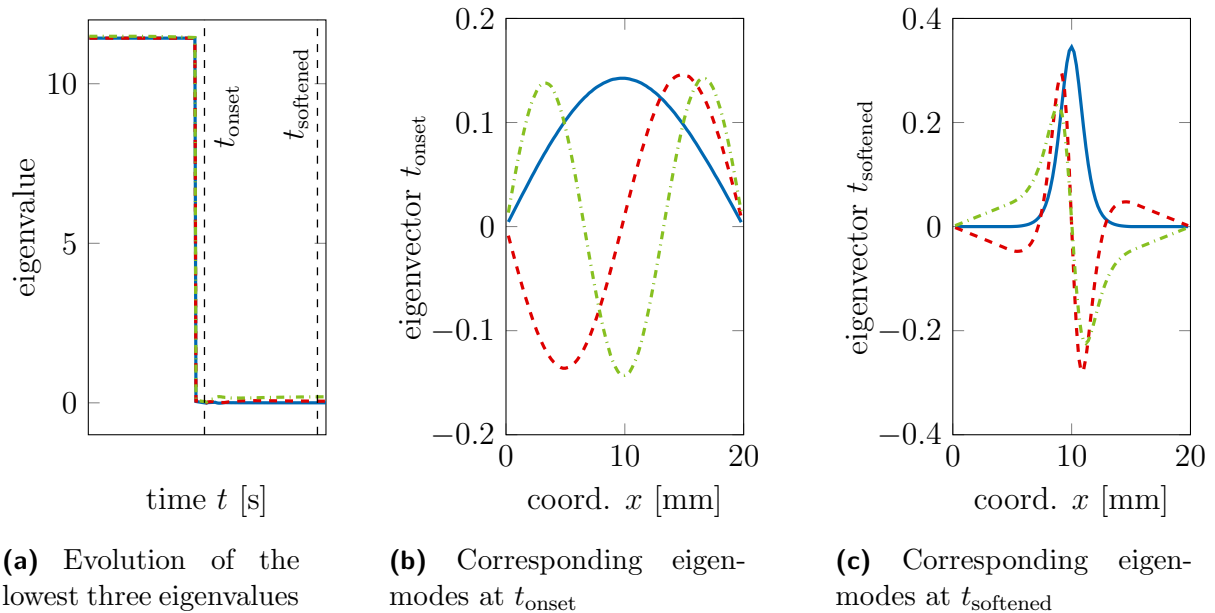 10
5
0
eigenvalue
t_onset
t_softened
time t [s]
(a) Evolution of the
lowest three eigenvalues
0.2
0.1
0
−0.1
−0.2
eigenvector t_onset
0 10 20
coord. x [mm]
(b) Corresponding eigen-
modes at t_onset
0.4
0.2
0
−0.2
−0.4
eigenvector t_softened
0 10 20
coord. x [mm]
(c) Corresponding eigen-
modes at t_softened